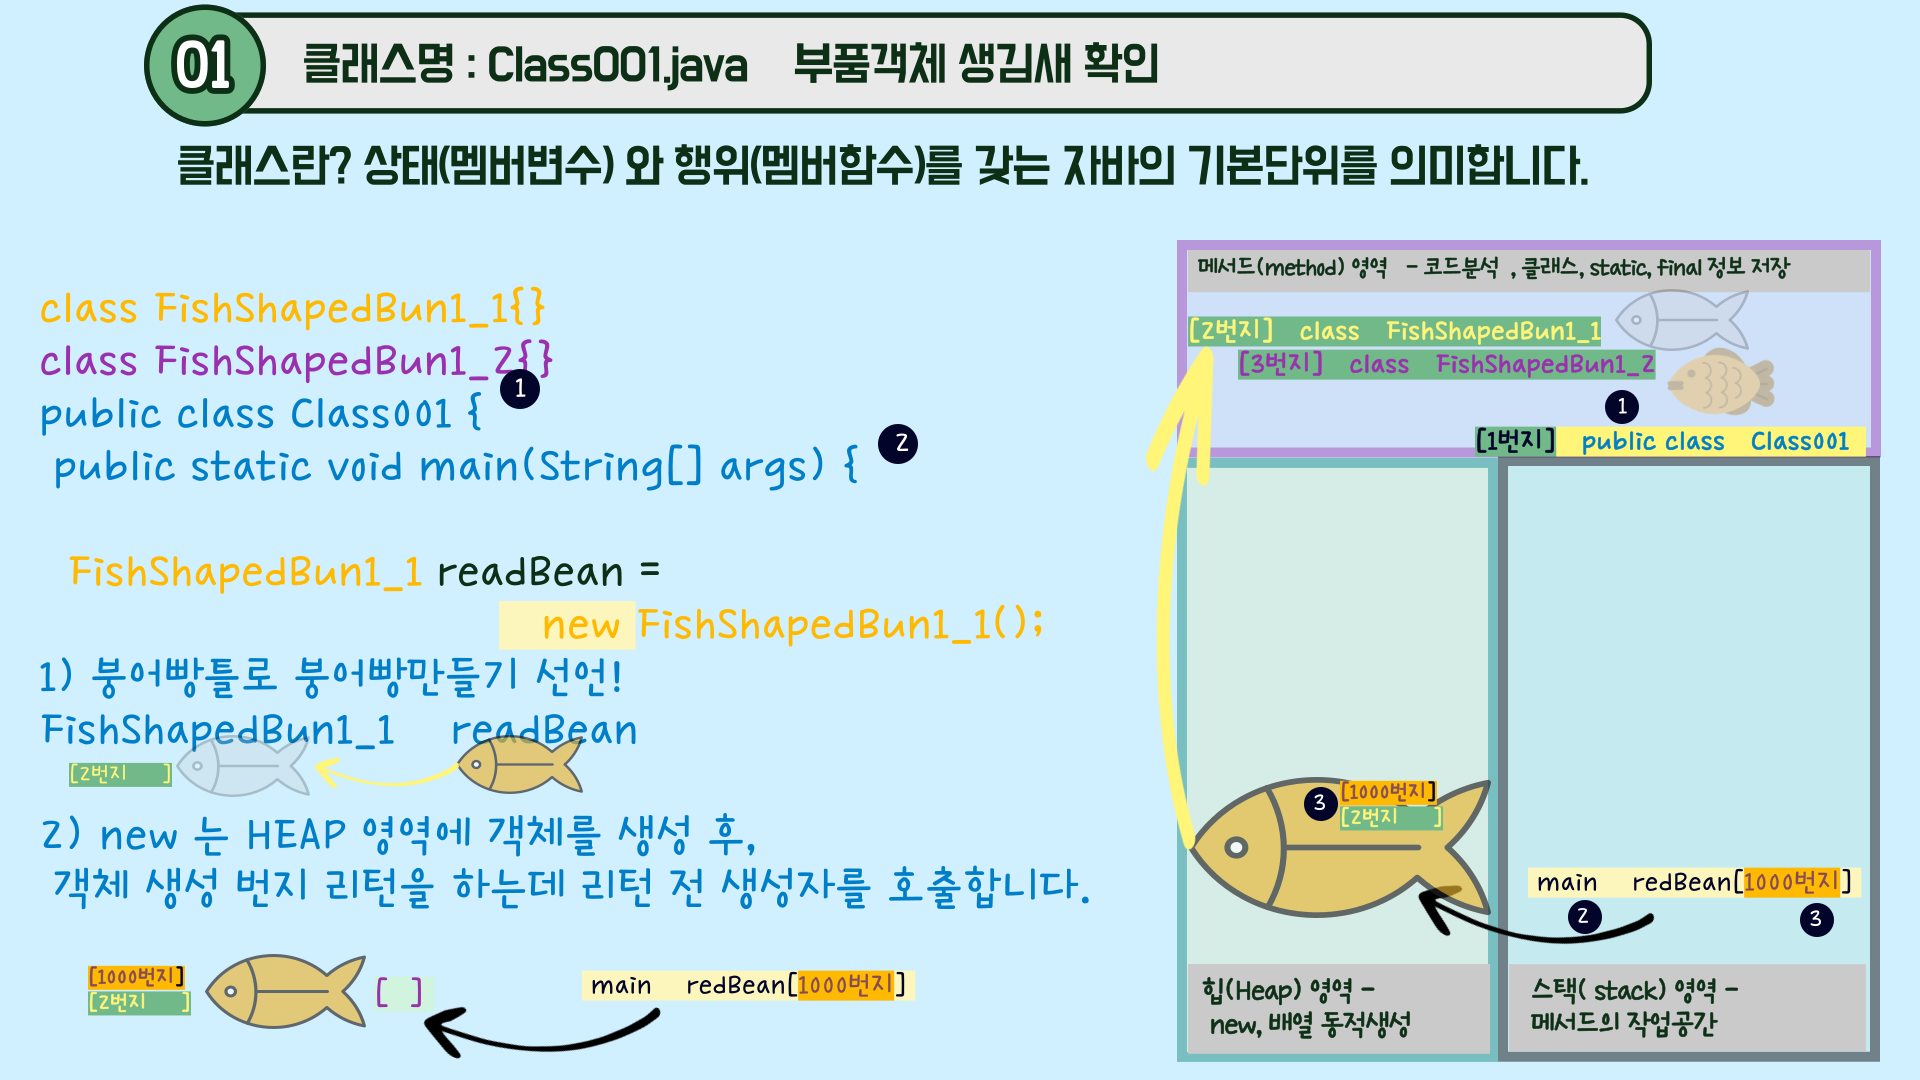 01
클래스명 : Class001.java 부품객체 생김새 확인
클래스란? 상태(멤버변수) 와 행위(멤버함수)를 갖는 자바의 기본단위를 의미합니다.
class FishShapedBun1_1{}
class FishShapedBun1_2{}
1
public class Class001 {
2
public static void main(String[] args) {
FishShapedBun1_1 readBean =
new FishShapedBun1_1();
1) 붕어빵틀로 붕어빵만들기 선언!
FishShapedBun1_1 readBean
[2번지 ]
2) new 는 HEAP 영역에 객체를 생성 후,
객체 생성 번지 리턴을 하는데 리턴 전 생성자를 호출합니다.
[1000번지]
[2번지 ]
[ ]
main redBean[1000번지]
메서드(method) 영역 - 코드분석 , 클래스, static, final 정보 저장
[2번지] class FishShapedBun1_1
[3번지] class FishShapedBun1_2
1
[1번지] public class Class001
3
[1000번지]
[2번지 ]
main redBean[1000번지]
2
3
힙(Heap) 영역 -
new, 배열 동적생성
스택( stack) 영역 -
메서드의 작업공간